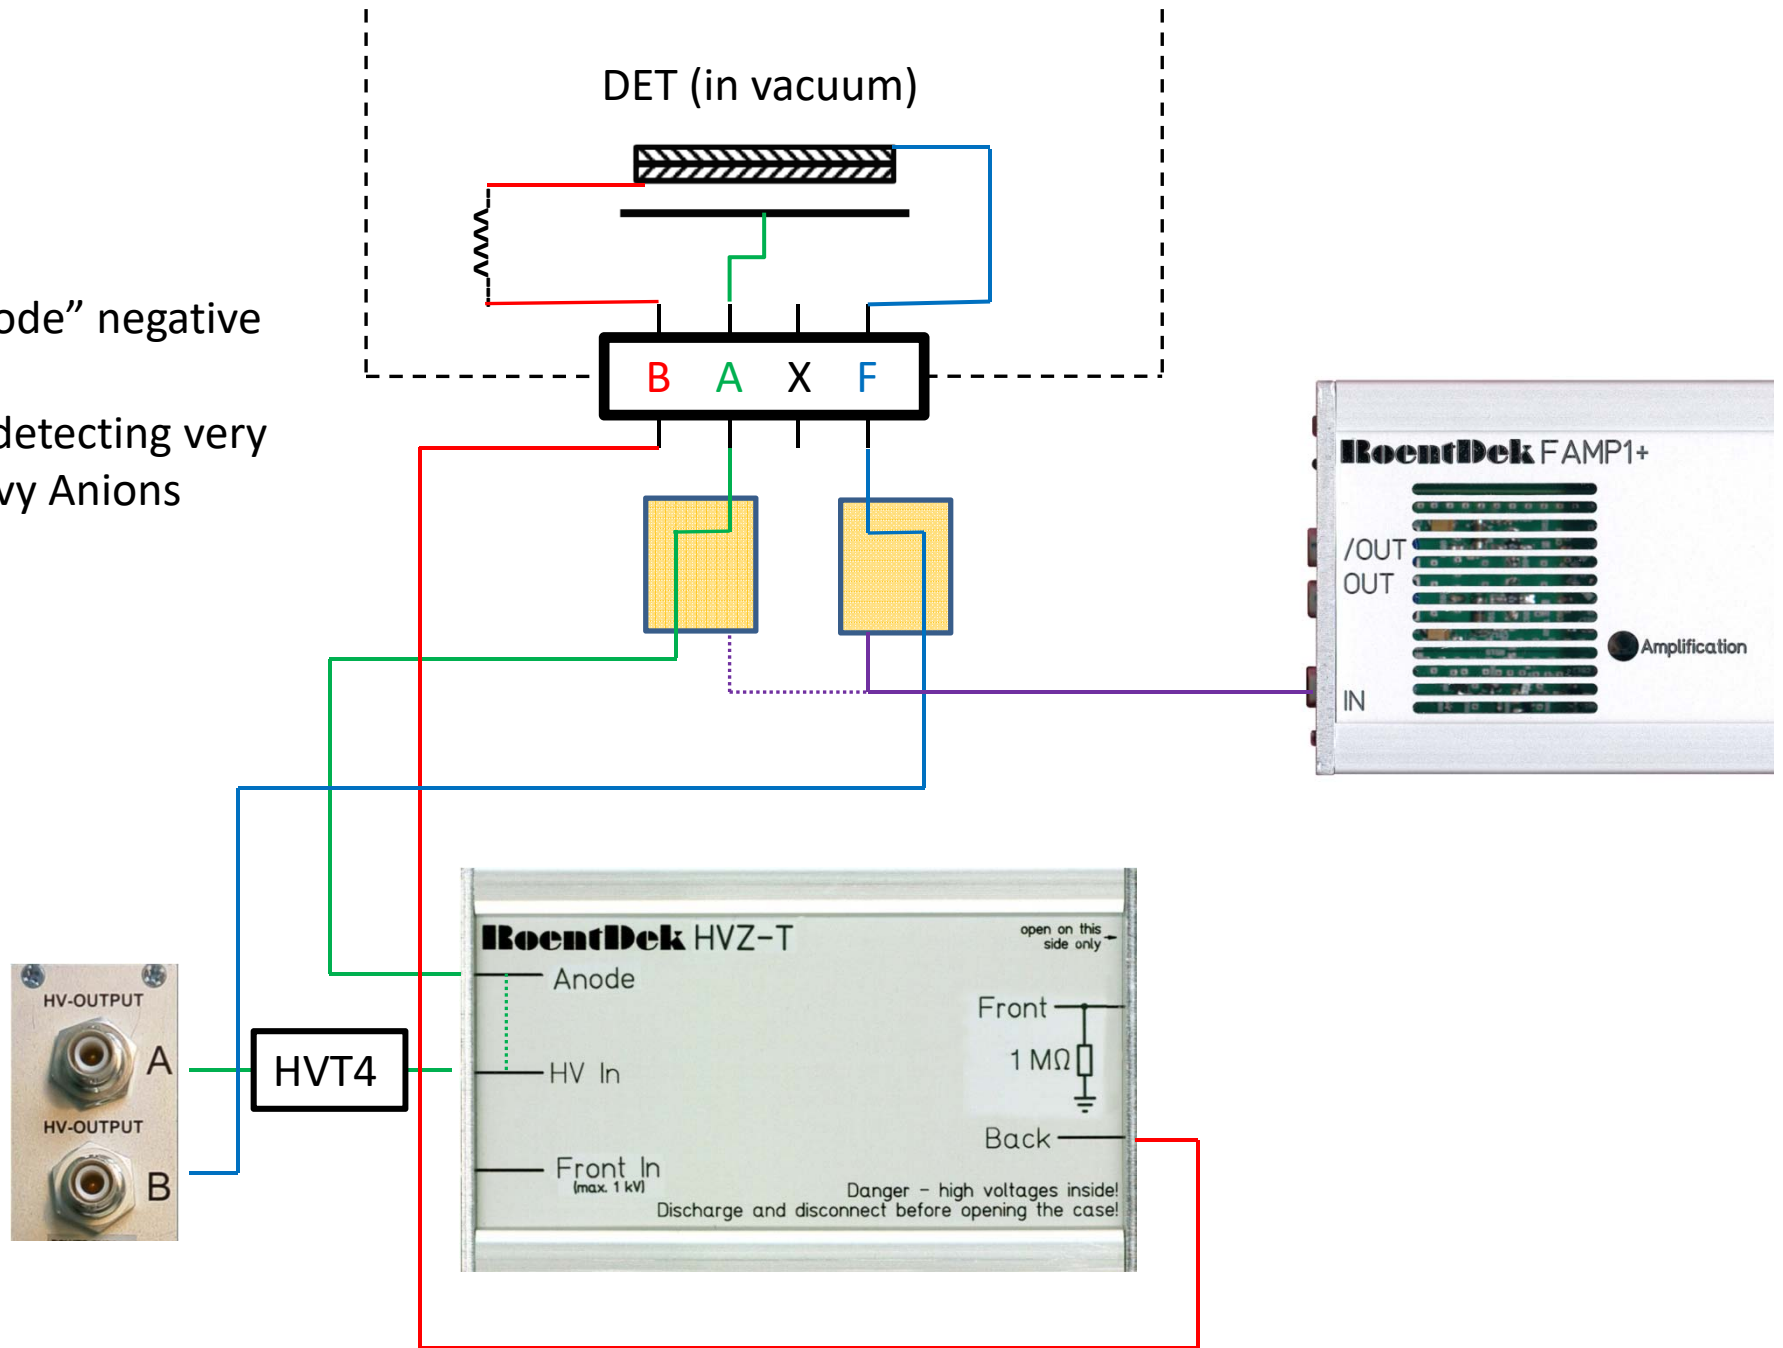 DET (in vacuum)
ode” negative
detecting very
vy Anions
B A X F
RoentDek FAMP1+
/OUT
OUT
Amplification
IN
RoentDek HVZ-T
open on this
side only
Anode
Front
1 MΩ
HV In
Back
Front In
(max. 1 kV)
Danger - high voltages inside!
Discharge and disconnect before opening the case!
HV-OUTPUT
A
HVT4
HV-OUTPUT
B